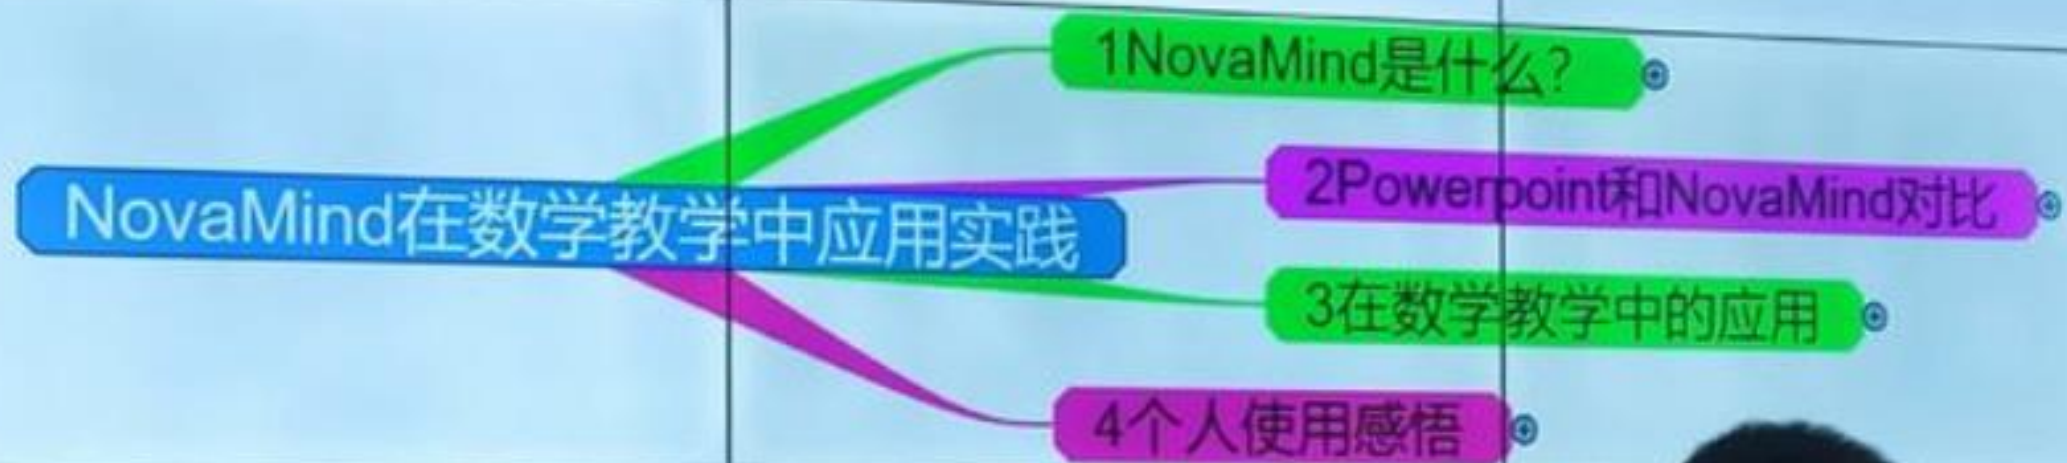 1NovaMind是什么?
2Powerpoint和NovaMind对比
NovaMind在数学教学中应用实践
3在数学教学中的应用
4个人使用感悟